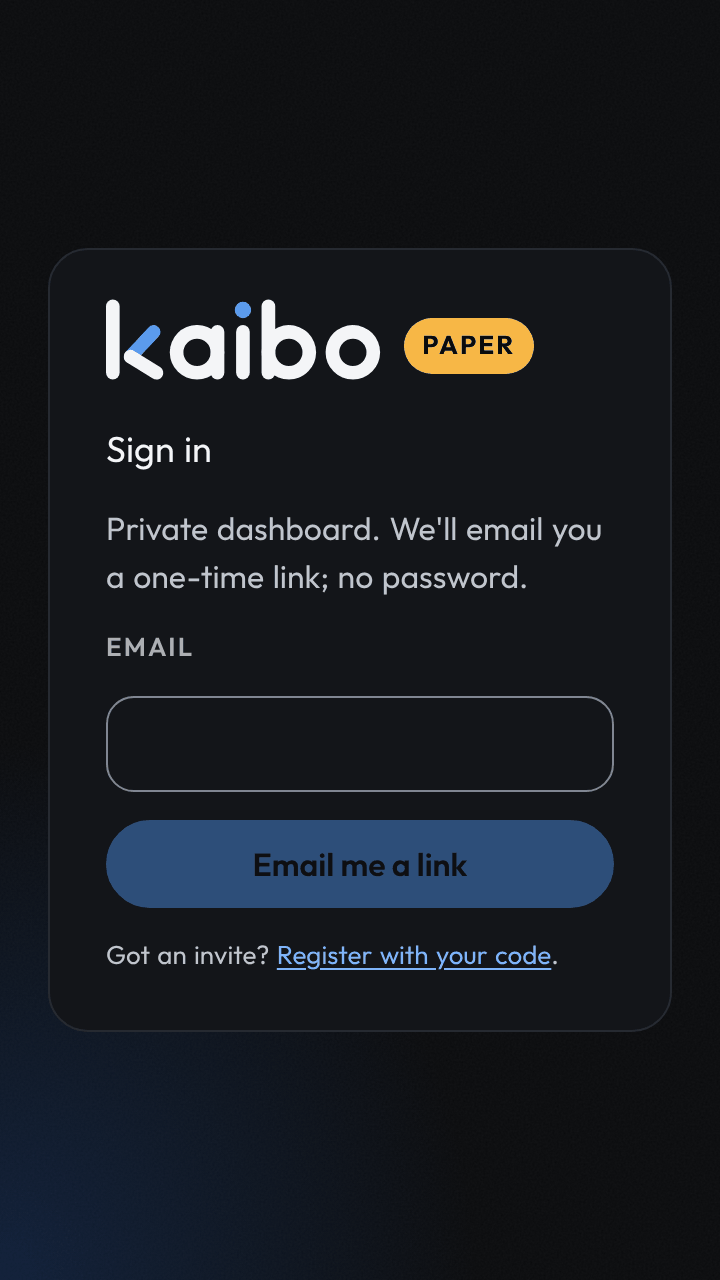 kaibo PAPER
Sign in
Private dashboard. We'll email you
a one-time link; no password.
EMAIL
Email me a link
Got an invite? Register with your code.